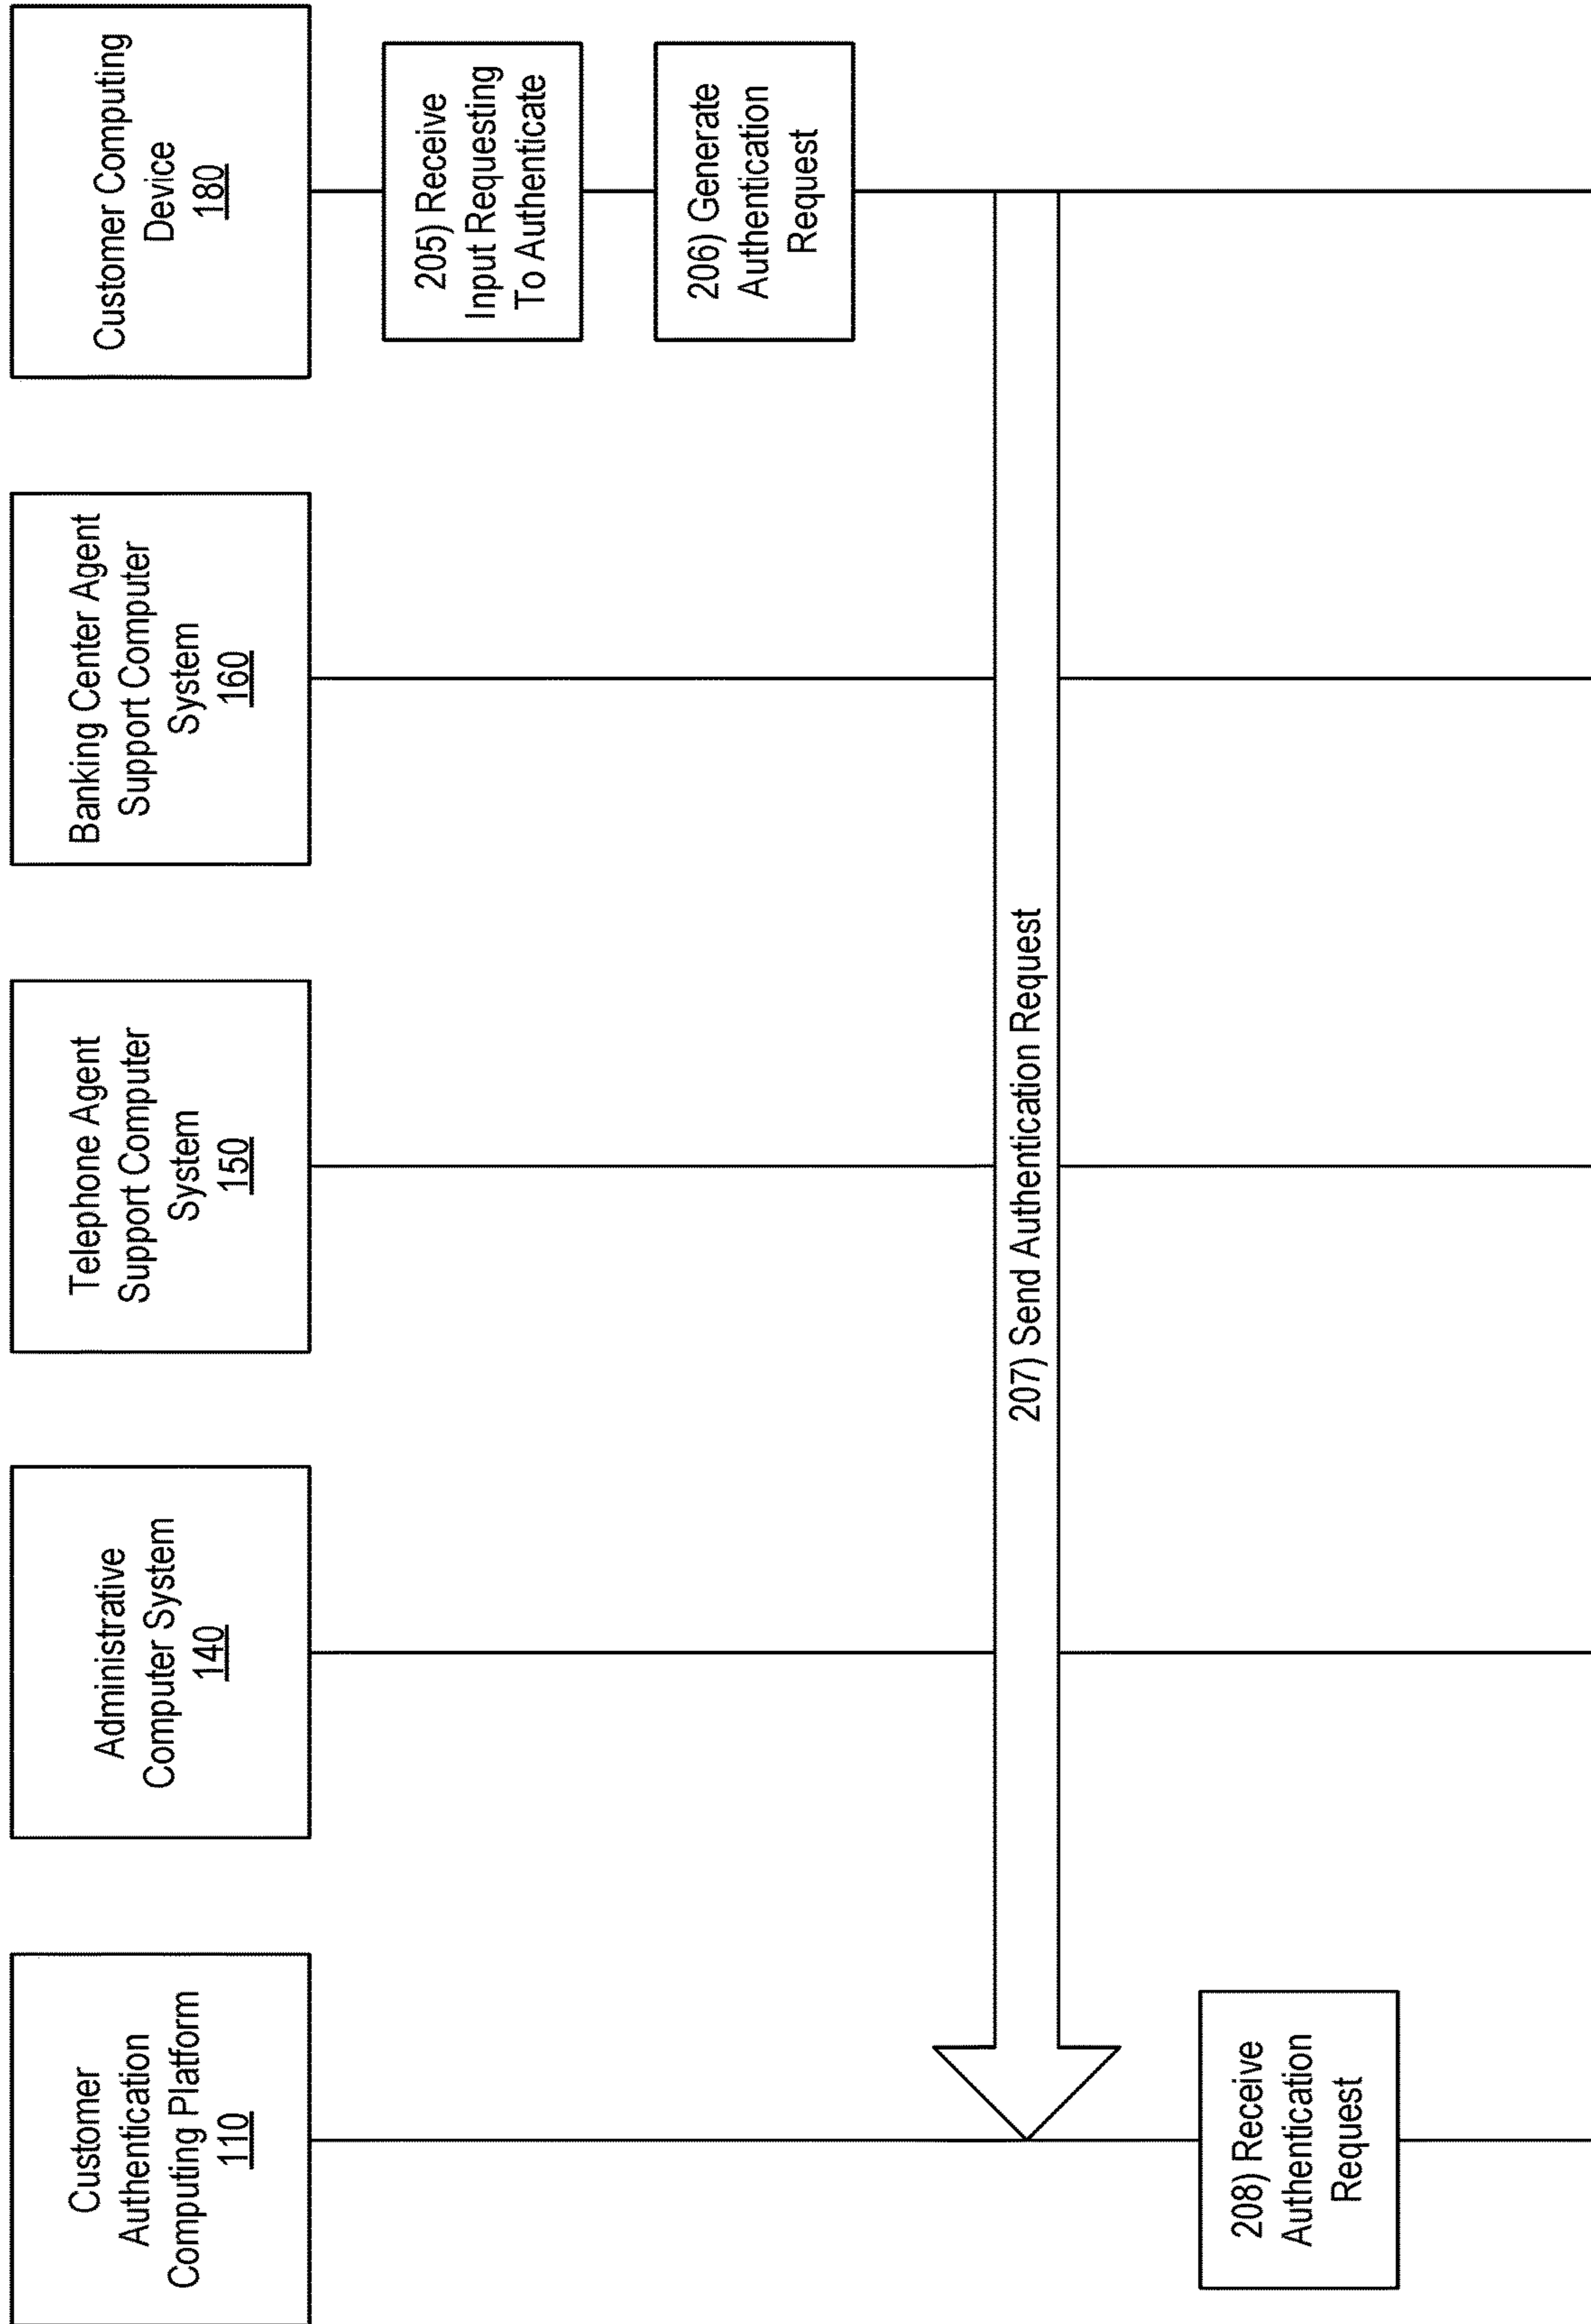 Customer
Authentication
Computing Platform
110
Administrative
Computer System
140
Telephone Agent
Support Computer
System
150
Banking Center Agent
Support Computer
System
160
Customer Computing
Device
180
205) Receive
Input Requesting
To Authenticate
206) Generate
Authentication
Request
207) Send Authentication Request
208) Receive
Authentication
Request